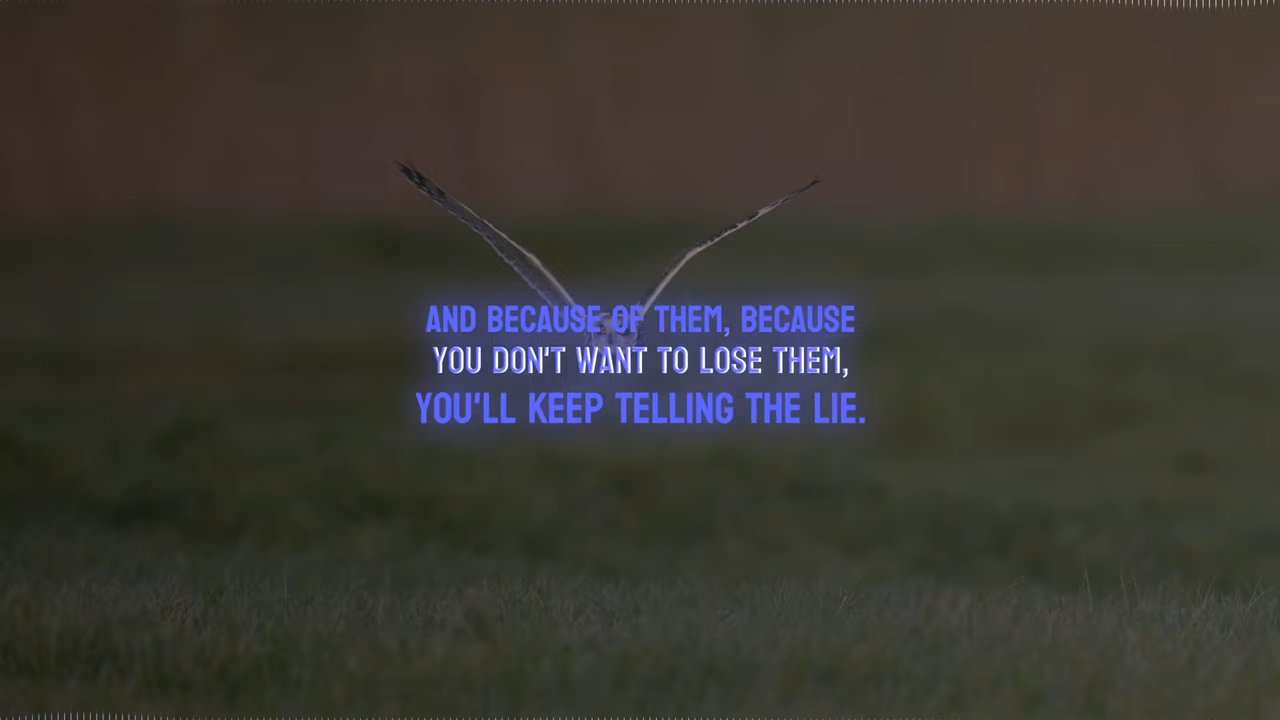 AND BECAUSE OF THEM, BECAUSE
YOU DON'T WANT TO LOSE THEM,
YOU'LL KEEP TELLING THE LIE.